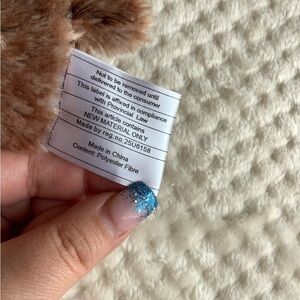 Not to be removed until
delivered to the consumer
This label is affixed in compliance
with Provincial Law
This article contains
NEW MATERIAL ONLY
Made by reg.no.25U6158
Made in China
Content: Polyester Fibre